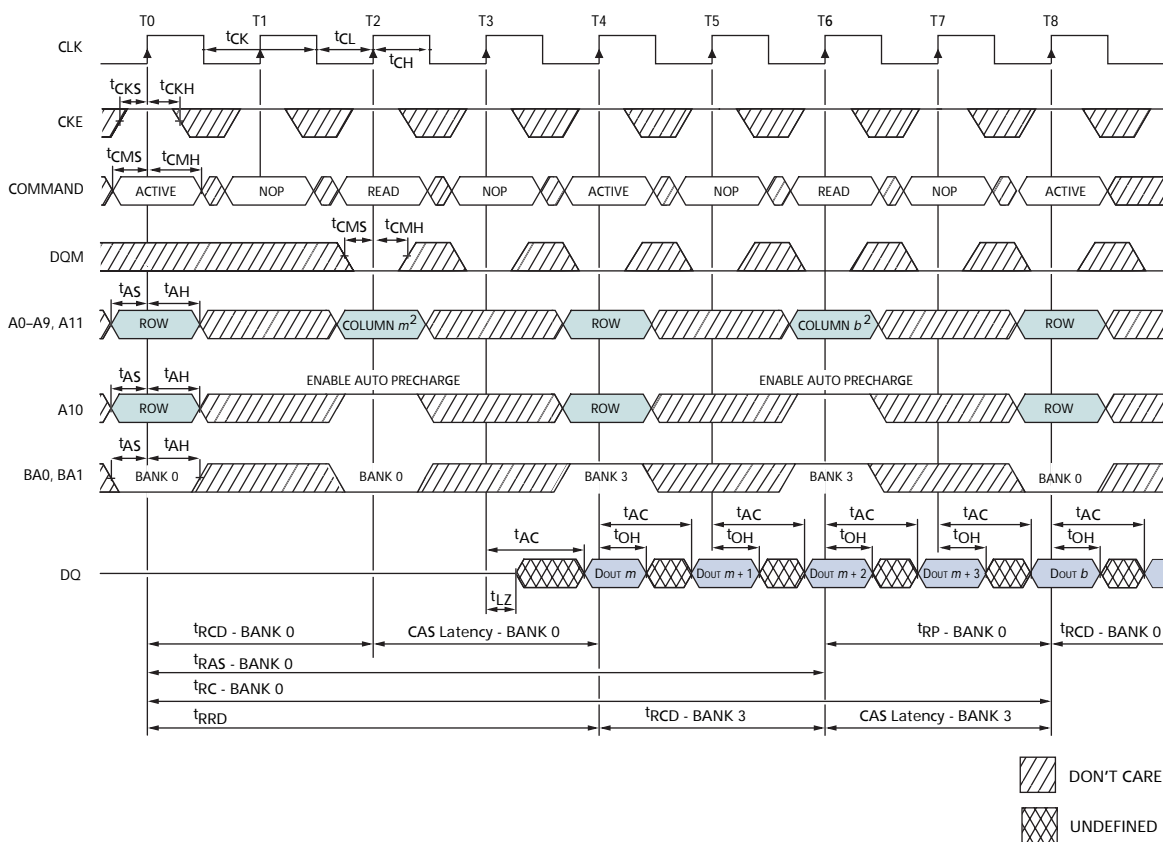 T0 T1 T2 T3 T4 T5 T6 T7 T8
CLK
tCK tCL
tCH
tCKS tCKH
CKE
tCMS tCMH
COMMAND ACTIVE NOP READ NOP ACTIVE NOP READ NOP ACTIVE
tCMS tCMH
DQM
tAS tAH
A0–A9, A11 ROW COLUMN m² ROW COLUMN b² ROW
tAS tAH ENABLE AUTO PRECHARGE ENABLE AUTO PRECHARGE
A10 ROW ROW ROW
tAS tAH
BA0, BA1 BANK 0 BANK 0 BANK 3 BANK 3 BANK 0
tAC tAC tAC tAC tAC
tAC tOH tOH tOH tOH tOH
DQ DOUT m DOUT m + 1 DOUT m + 2 DOUT m + 3 DOUT b
tLZ
tRCD - BANK 0 CAS Latency - BANK 0 tRP - BANK 0 tRCD - BANK 0
tRAS - BANK 0
tRC - BANK 0
tRRD tRCD - BANK 3 CAS Latency - BANK 3
DON'T CARE
UNDEFINED